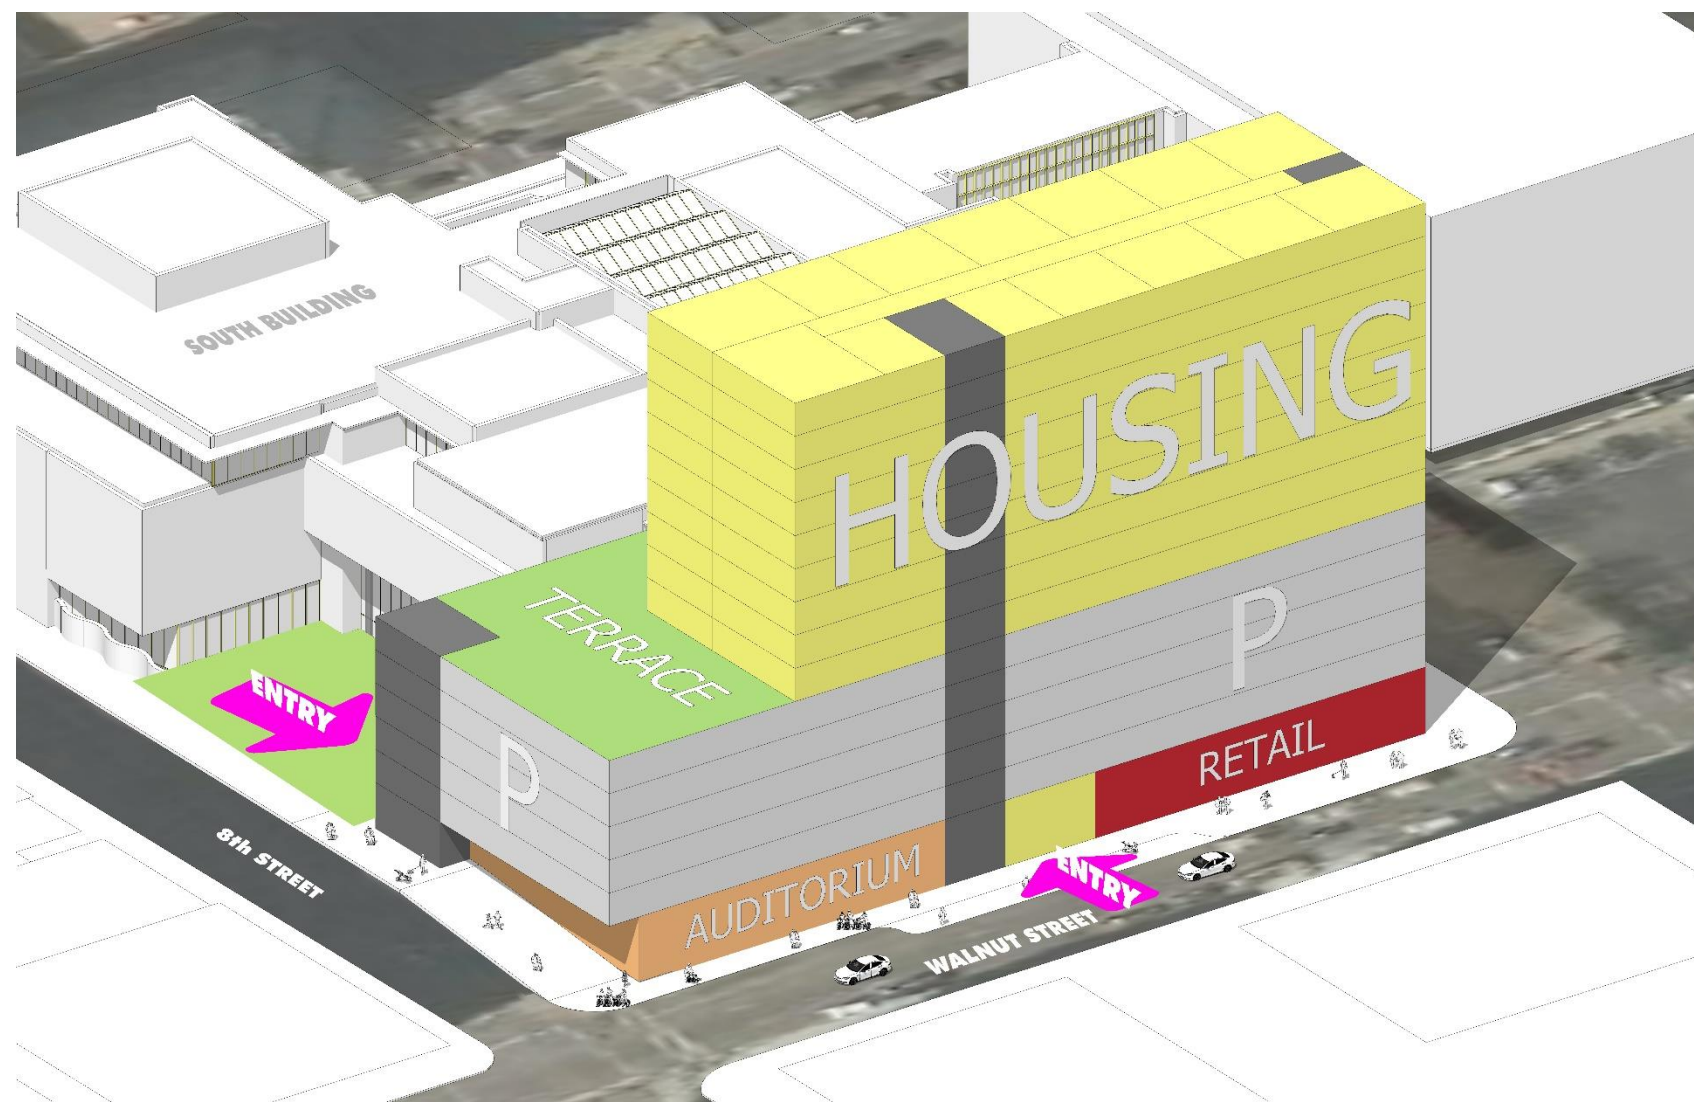 SOUTH BUILDING
HOUSING
TERRACE
P
ENTRY
P
RETAIL
8th STREET
AUDITORIUM
ENTRY
WALNUT STREET